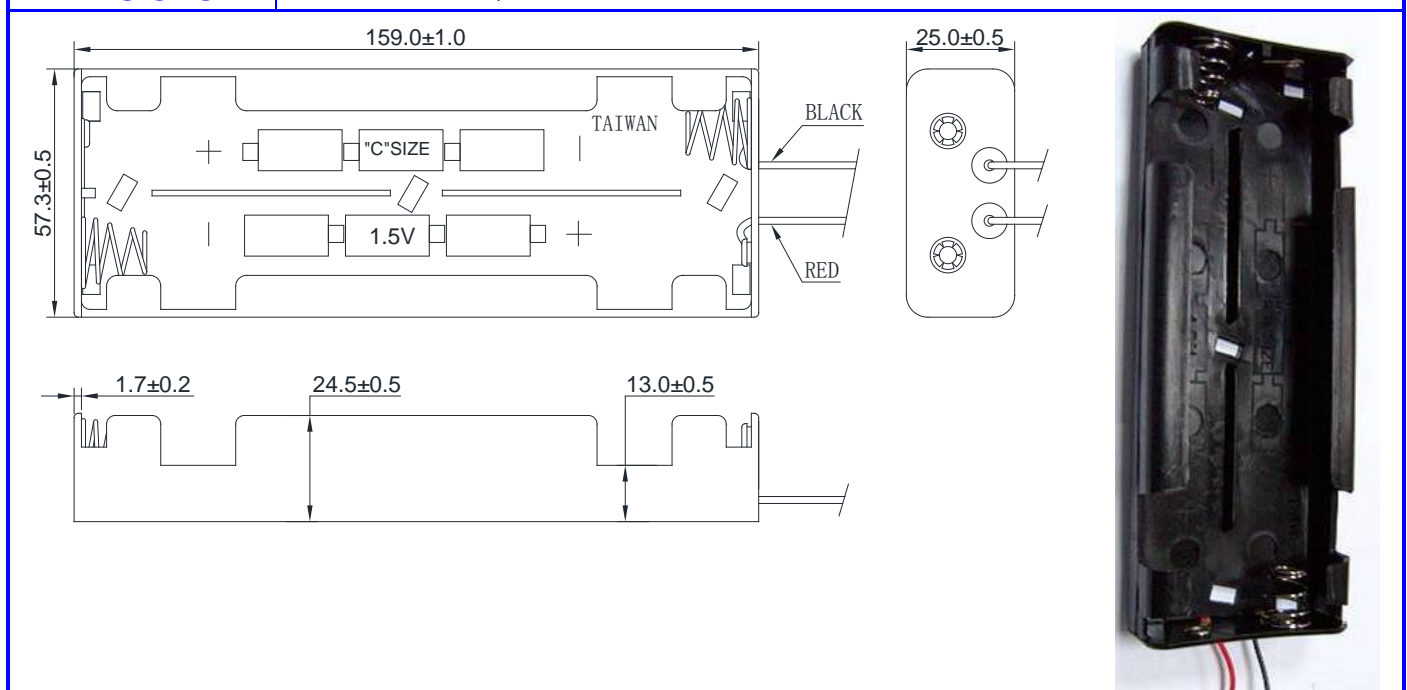 159.0±1.0
25.0±0.5
57.3±0.5
TAIWAN
BLACK
+ "C"SIZE −
− 1.5V +
RED
1.7±0.2
24.5±0.5
13.0±0.5